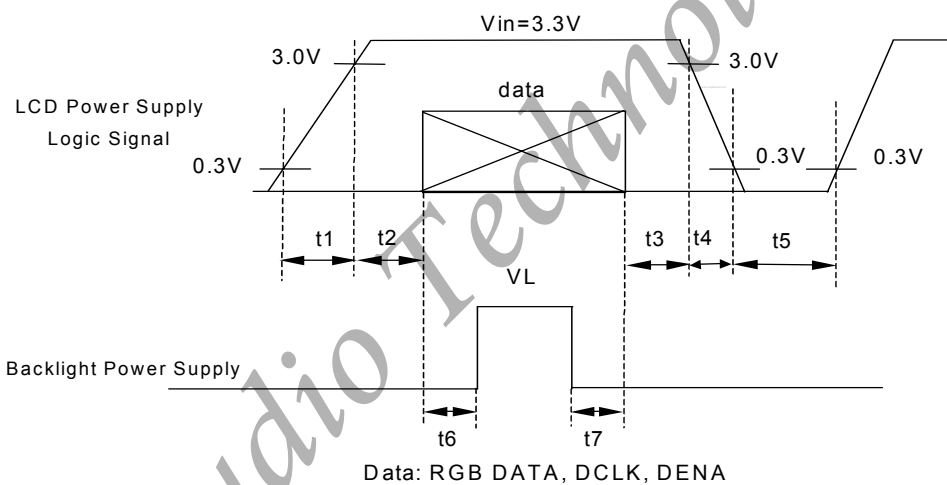 Vin=3.3V
3.0V
3.0V
data
LCD Power Supply
Logic Signal
0.3V
0.3V
0.3V
t1
t2
t3
t4
t5
VL
Backlight Power Supply
t6
t7
Data: RGB DATA, DCLK, DENA